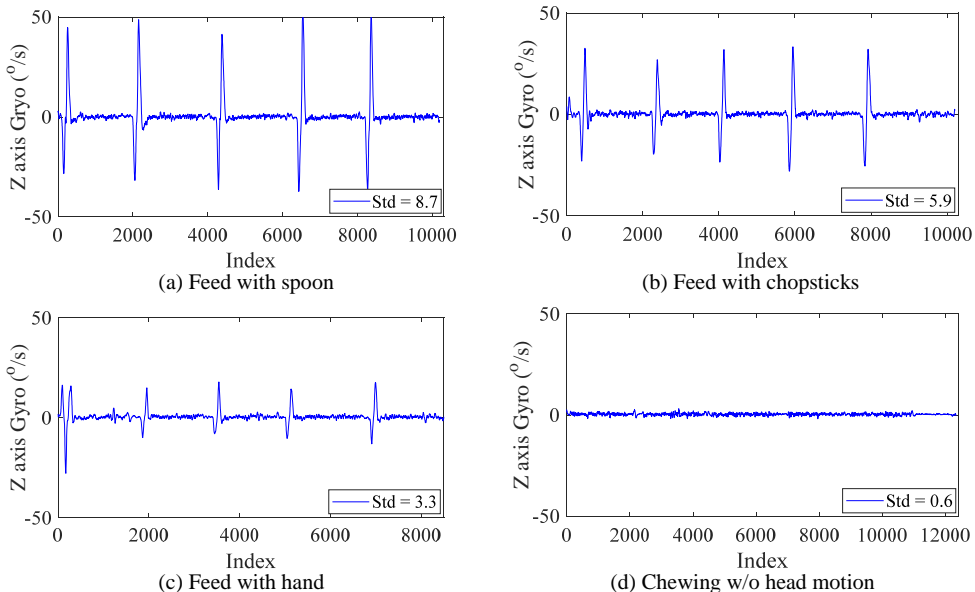 50
0
-50
Z axis Gryo (°/s)
Std = 8.7
0 2000 4000 6000 8000 10000
Index
(a) Feed with spoon
50
0
-50
Z axis Gyro (°/s)
Std = 5.9
0 2000 4000 6000 8000 10000
Index
(b) Feed with chopsticks
50
0
-50
Z axis Gyro (°/s)
Std = 3.3
0 2000 4000 6000 8000
Index
(c) Feed with hand
50
0
-50
Z axis Gyro (°/s)
Std = 0.6
0 2000 4000 6000 8000 10000 12000
Index
(d) Chewing w/o head motion